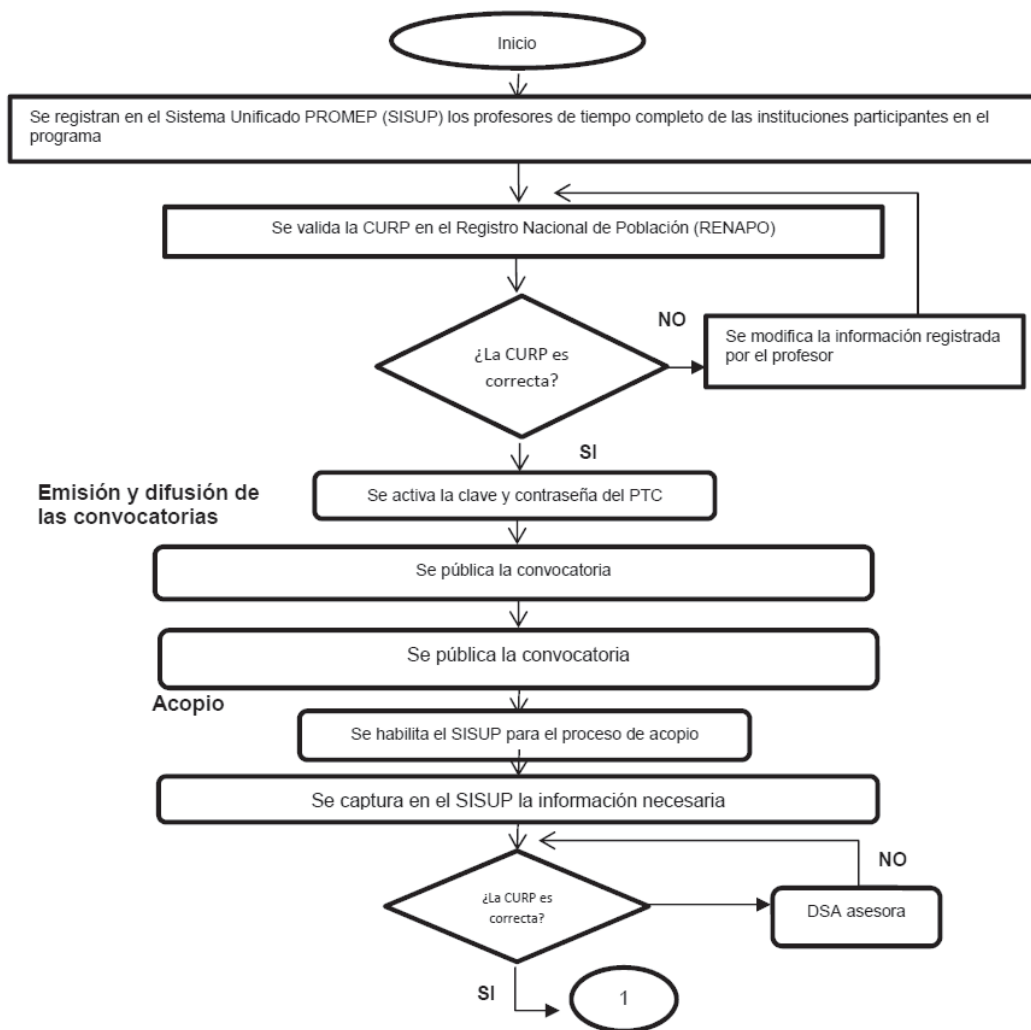 Inicio
Se registran en el Sistema Unificado PROMEP (SISUP) los profesores de tiempo completo de las instituciones participantes en el
programa
Se valida la CURP en el Registro Nacional de Población (RENAPO)
NO
Se modifica la información registrada
por el profesor
¿La CURP es
correcta?
SI
Emisión y difusión de
las convocatorias
Se activa la clave y contraseña del PTC
Se pública la convocatoria
Se pública la convocatoria
Acopio
Se habilita el SISUP para el proceso de acopio
Se captura en el SISUP la información necesaria
NO
¿La CURP es
correcta?
DSA asesora
SI
1